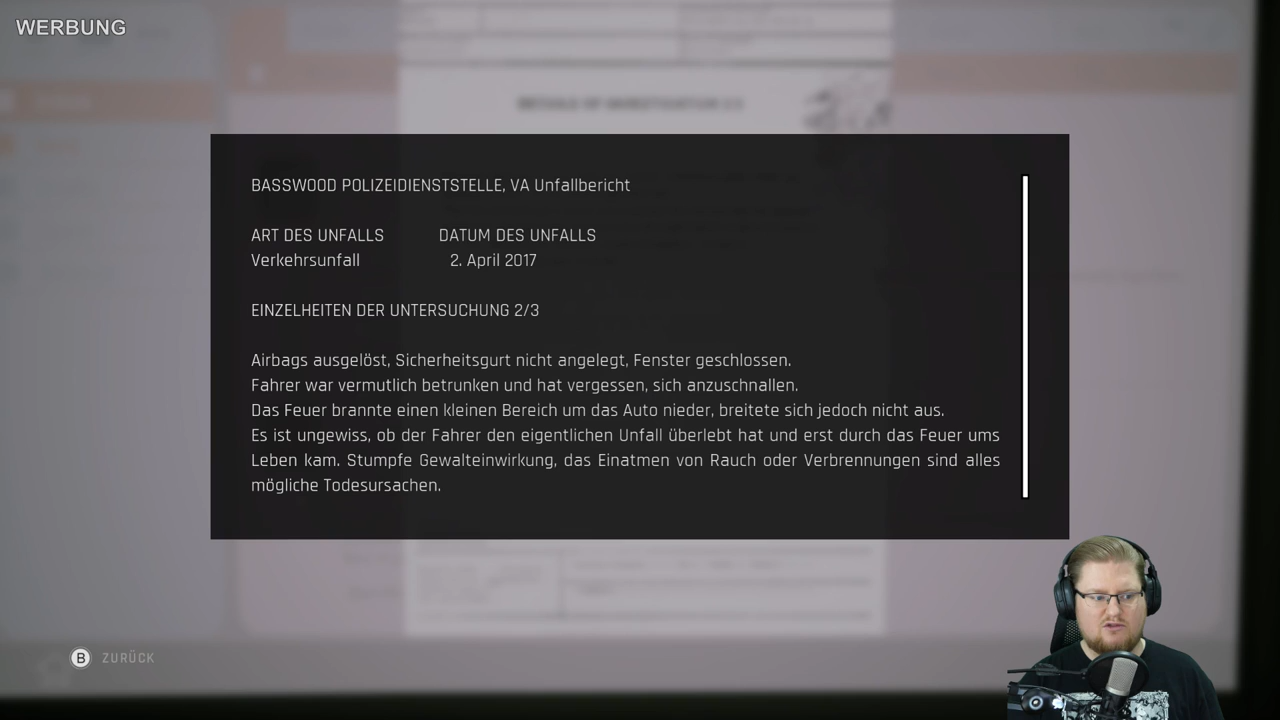 WERBUNG
BASSWOOD POLIZEIDIENSTSTELLE, VA Unfallbericht
ART DES UNFALLS DATUM DES UNFALLS
Verkehrsunfall 2. April 2017
EINZELHEITEN DER UNTERSUCHUNG 2/3
Airbags ausgelöst, Sicherheitsgurt nicht angelegt, Fenster geschlossen.
Fahrer war vermutlich betrunken und hat vergessen, sich anzuschnallen.
Das Feuer brannte einen kleinen Bereich um das Auto nieder, breitete sich jedoch nicht aus.
Es ist ungewiss, ob der Fahrer den eigentlichen Unfall überlebt hat und erst durch das Feuer ums
Leben kam. Stumpfe Gewalteinwirkung, das Einatmen von Rauch oder Verbrennungen sind alles
mögliche Todesursachen.
B ZURÜCK